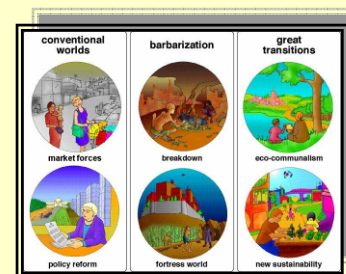 conventional
worlds
market forces
policy reform
barbarization
breakdown
fortress world
great
transitions
eco-communalism
new sustainability